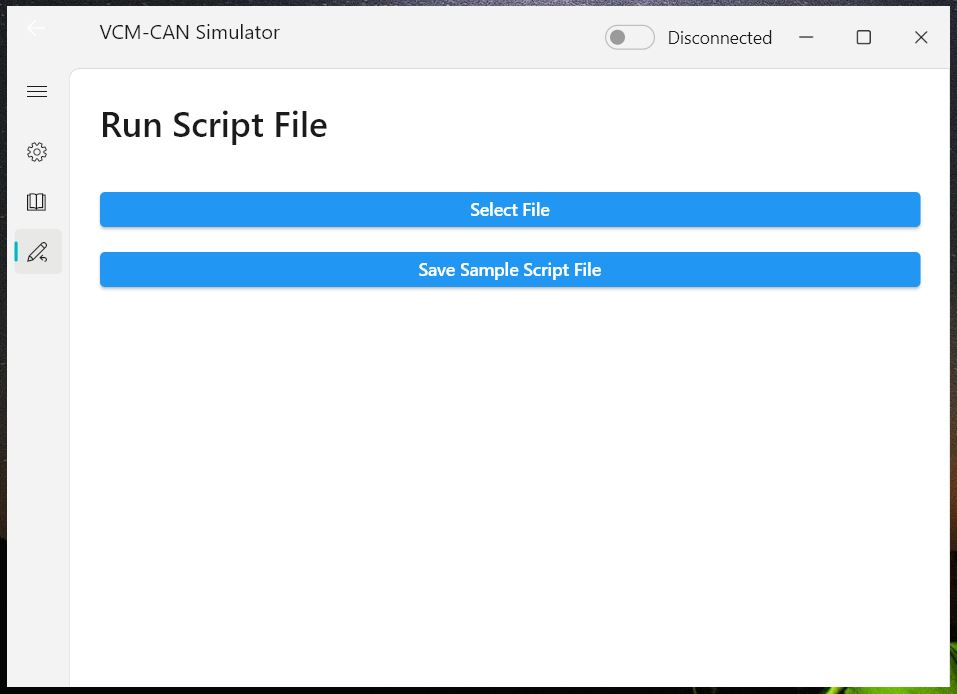 VCM-CAN Simulator
Disconnected
Run Script File
Select File
Save Sample Script File